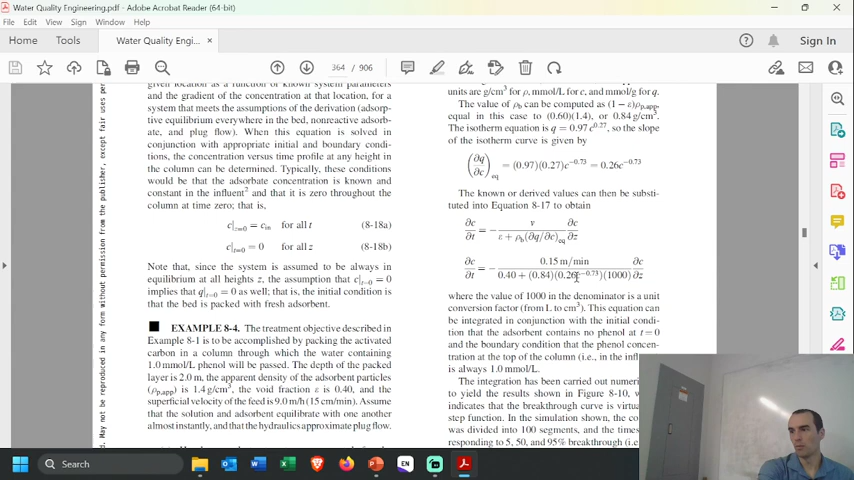 Water Quality Engineering.pdf - Adobe Acrobat Reader (64-bit)
File Edit View Sign Window Help
Home Tools Water Quality Engi... × Sign In
364 / 906
given location as a function of known system parameters
and the gradient of the concentration at that location, for a
system that meets the assumptions of the derivation (adsorp-
tive equilibrium everywhere in the bed, nonreactive adsor-
bate, and plug flow). When this equation is solved in
conjunction with appropriate initial and boundary condi-
tions, the concentration versus time profile at any height in
the column can be determined. Typically, these conditions
would be that the adsorbate concentration is known and
constant in the influent² and that it is zero throughout the
column at time zero; that is,
c|z=0 = cin for all t (8-18a)
c|t=0 = 0 for all z (8-18b)
Note that, since the system is assumed to be always in
equilibrium at all heights z, the assumption that c|t=0 = 0
implies q|t=0 = 0 as well; that is, the initial condition is
that the bed is packed with fresh adsorbent.
■ EXAMPLE 8-4. The treatment objective described in
Example 8-1 is to be accomplished by packing the activated
carbon in a column through which the water containing
1.0 mmol/L phenol will be passed. The depth of the packed
layer is 2.0 m, the apparent density of the adsorbent particles
(ρp,app) is 1.4 g/cm³, the void fraction ε is 0.40, and the
superficial velocity of the feed is 9.0 m/h (15 cm/min). Assume
that the solution and adsorbent equilibrate with one another
almost instantly, and that the hydraulics approximate plug flow.
units are g/cm³ for ρ, mmol/L for c, and mmol/g for q.
The value of ρb can be computed as (1 − ε)ρp,app,
equal in this case to (0.60)(1.4), or 0.84 g/cm³.
The isotherm equation is q = 0.97 c^0.27, so the slope
of the isotherm curve is given by
(∂q/∂c)eq = (0.97)(0.27)c^−0.73 = 0.26c^−0.73
The known or derived values can then be substi-
tuted into Equation 8-17 to obtain
∂c/∂t = − v/(ε + ρb(∂q/∂c)eq) ∂c/∂z
∂c/∂t = − 0.15 m/min/(0.40 + (0.84)(0.26c^−0.73)(1000)) ∂c/∂z
where the value of 1000 in the denominator is a unit
conversion factor (from L to cm³). This equation can
be integrated in conjunction with the initial condi-
tion that the adsorbent contains no phenol at t = 0
and the boundary condition that the phenol concen-
tration at the top of the column (i.e., in the infl
is always 1.0 mmol/L.
The integration has been carried out numeri
to yield the results shown in Figure 8-10, w
indicates that the breakthrough curve is virtua
step function. In the simulation shown, the co
was divided into 100 segments, and the times
responding to 5, 50, and 95% breakthrough (i.e
May not be reproduced in any form without permission from the publisher, except fair uses per
Search